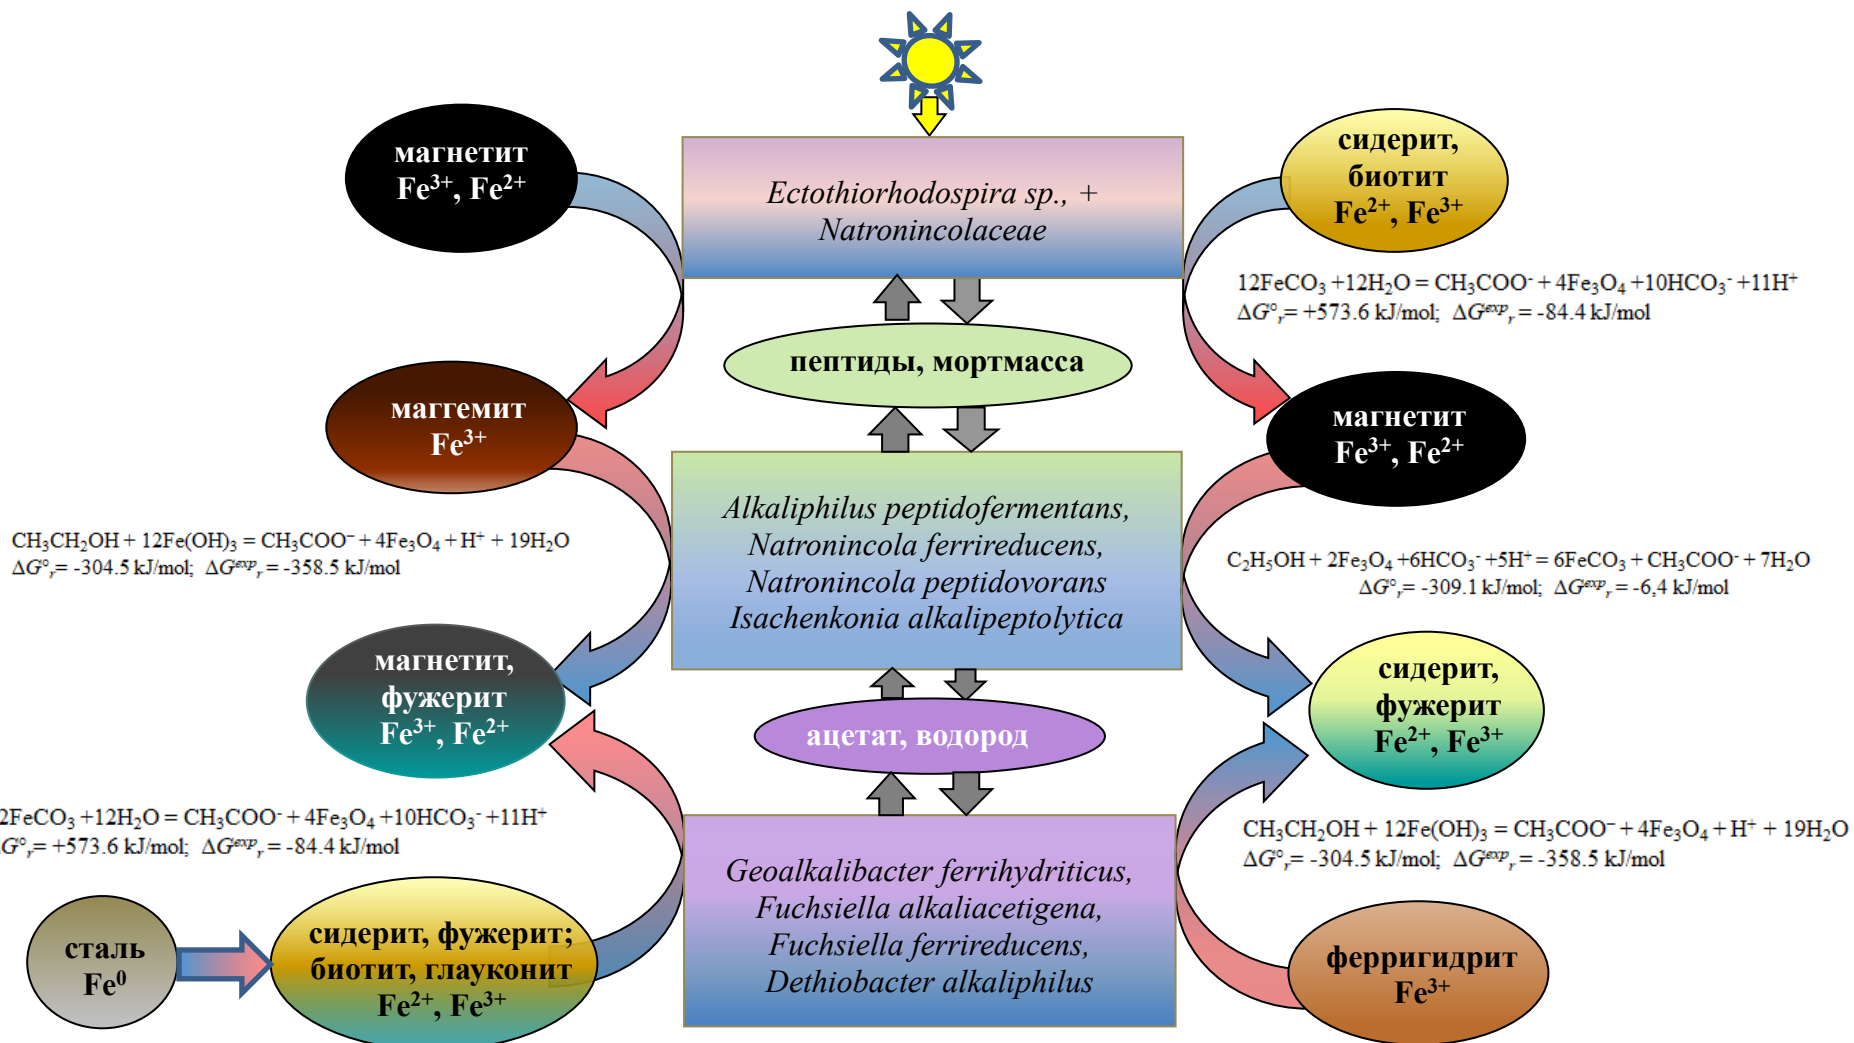 магнетит
Fe³⁺, Fe²⁺
Ectothiorhodospira sp., +
Natronincolaceae
сидерит,
биотит
Fe²⁺, Fe³⁺
12FeCO₃ +12H₂O = CH₃COO⁻ + 4Fe₃O₄ +10HCO₃⁻ +11H⁺
ΔG°ᵣ= +573.6 kJ/mol; ΔGᵉˣᵖᵣ = -84.4 kJ/mol
пептиды, мортмасса
маггемит
Fe³⁺
магнетит
Fe³⁺, Fe²⁺
CH₃CH₂OH + 12Fe(OH)₃ = CH₃COO⁻ + 4Fe₃O₄ + H⁺ + 19H₂O
ΔG°ᵣ= -304.5 kJ/mol; ΔGᵉˣᵖᵣ = -358.5 kJ/mol
Alkaliphilus peptidofermentans,
Natronincola ferrireducens,
Natronincola peptidovorans
Isachenkonia alkalipeptolytica
C₂H₅OH + 2Fe₃O₄ +6HCO₃⁻ +5H⁺ = 6FeCO₃ + CH₃COO⁻ + 7H₂O
ΔG°ᵣ= -309.1 kJ/mol; ΔGᵉˣᵖᵣ = -6,4 kJ/mol
магнетит,
фужерит
Fe³⁺, Fe²⁺
сидерит,
фужерит
Fe²⁺, Fe³⁺
ацетат, водород
2FeCO₃ +12H₂O = CH₃COO⁻ + 4Fe₃O₄ +10HCO₃⁻ +11H⁺
G°ᵣ= +573.6 kJ/mol; ΔGᵉˣᵖᵣ = -84.4 kJ/mol
CH₃CH₂OH + 12Fe(OH)₃ = CH₃COO⁻ + 4Fe₃O₄ + H⁺ + 19H₂O
ΔG°ᵣ= -304.5 kJ/mol; ΔGᵉˣᵖᵣ = -358.5 kJ/mol
Geoalkalibacter ferrihydriticus,
Fuchsiella alkaliacetigena,
Fuchsiella ferrireducens,
Dethiobacter alkaliphilus
сталь
Fe⁰
сидерит, фужерит;
биотит, глауконит
Fe²⁺, Fe³⁺
ферригидрит
Fe³⁺